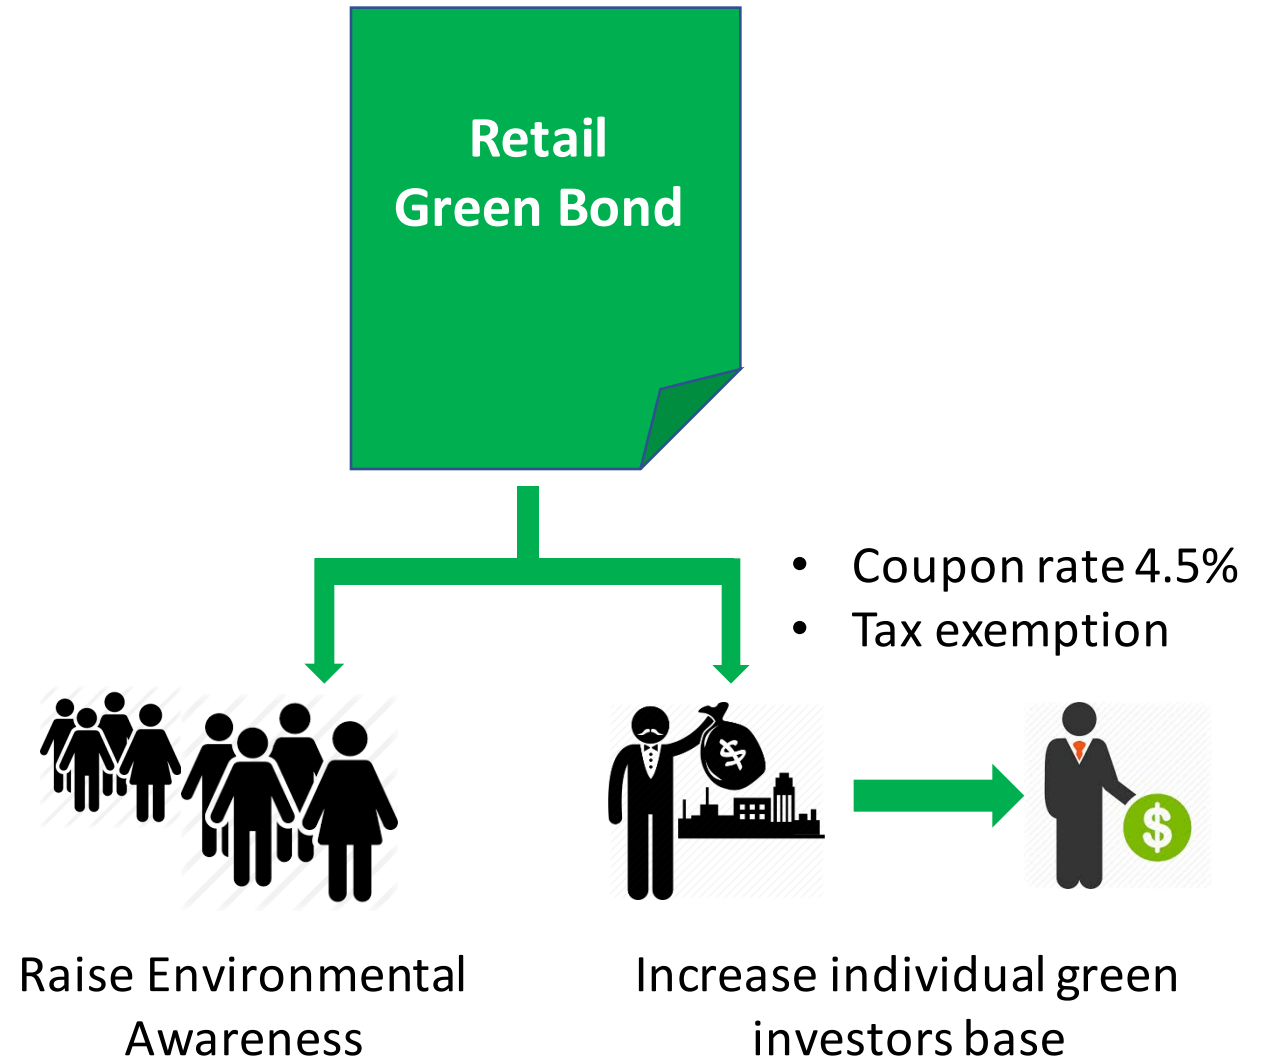 Retail
Green Bond
• Coupon rate 4.5%
• Tax exemption
$
$
Raise Environmental
Awareness
Increase individual green
investors base